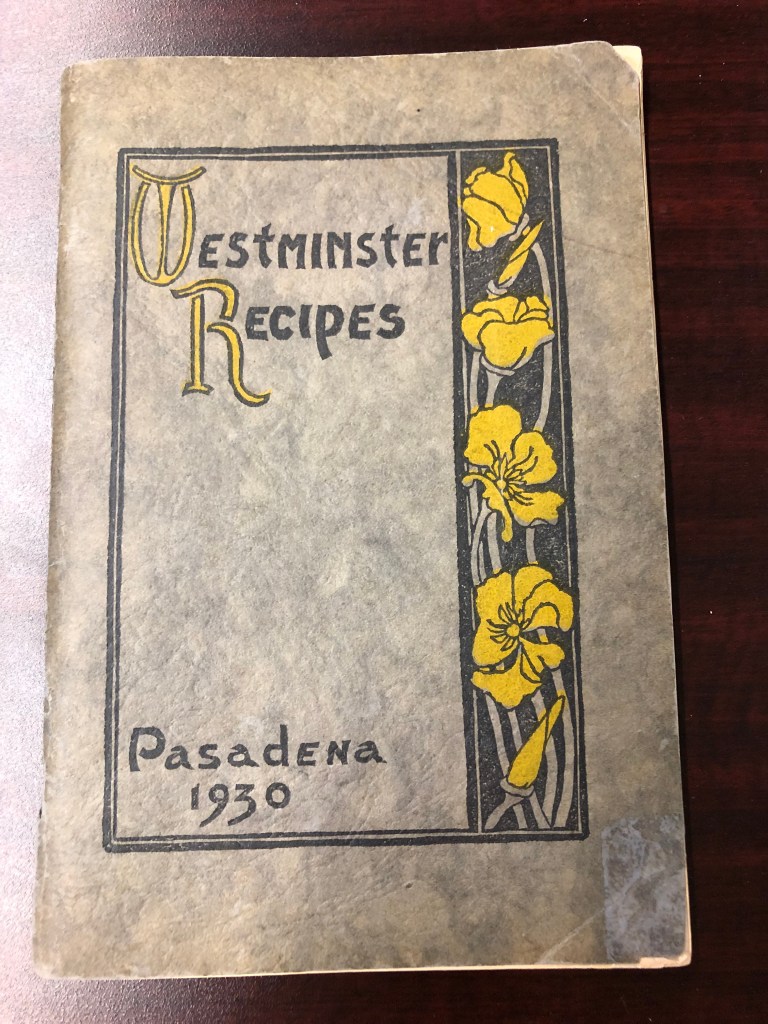 Westminster
Recipes
Pasadena
1930